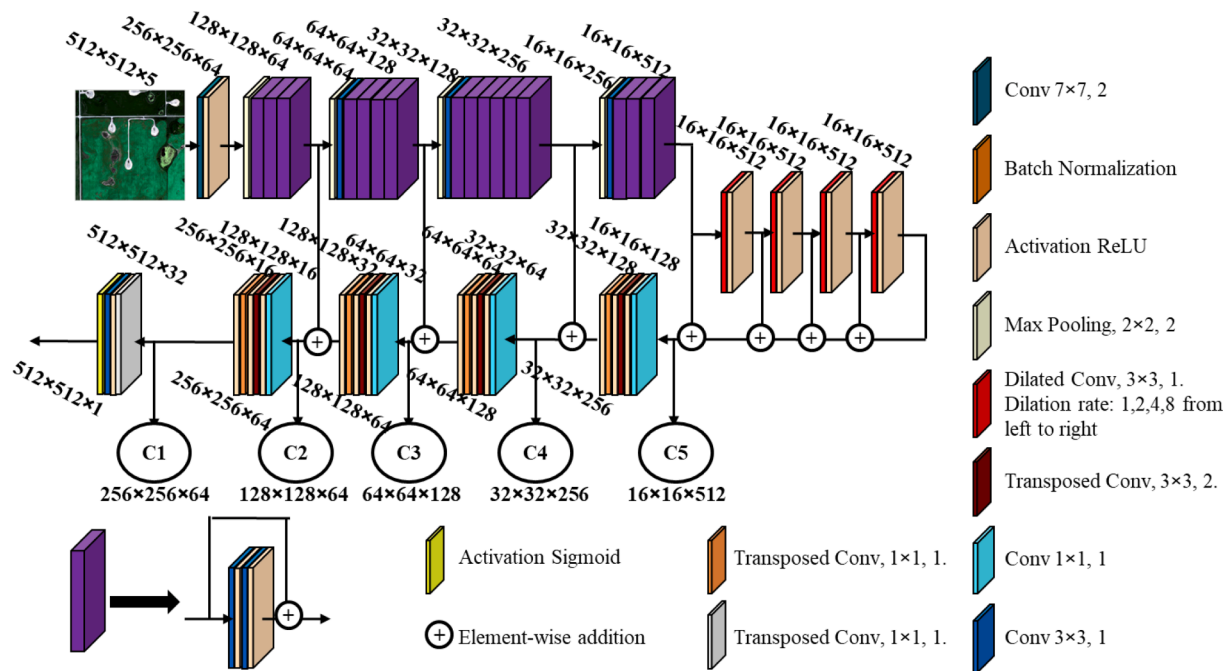 512×512×5
256×256×64
128×128×64
64×64×64
64×64×128
32×32×128
32×32×256
16×16×256
16×16×512
16×16×512
16×16×512
16×16×512
16×16×512
512×512×32
256×256×16
128×128×16
128×128×32
64×64×32
64×64×64
32×32×64
32×32×128
16×16×128
+
+
+
+
+
+
+
512×512×1
256×256×64
128×128×64
64×64×128
32×32×256
C1
C2
C3
C4
C5
256×256×64
128×128×64
64×64×128
32×32×256
16×16×512
+
Activation Sigmoid
+
Element-wise addition
Transposed Conv, 1×1, 1.
Transposed Conv, 1×1, 1.
Conv 7×7, 2
Batch Normalization
Activation ReLU
Max Pooling, 2×2, 2
Dilated Conv, 3×3, 1.
Dilation rate: 1,2,4,8 from
left to right
Transposed Conv, 3×3, 2.
Conv 1×1, 1
Conv 3×3, 1